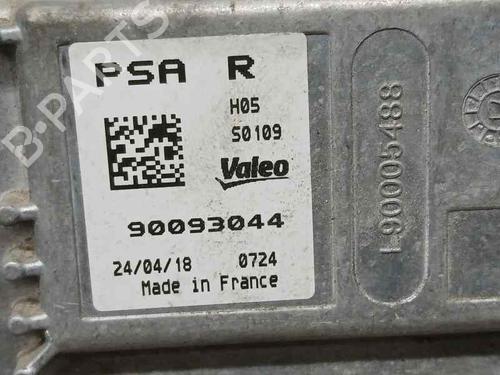 PSA R
H05
S0109
Valeo
90093044
24/04/18 0724
Made in France
L90005488
B-PARTS